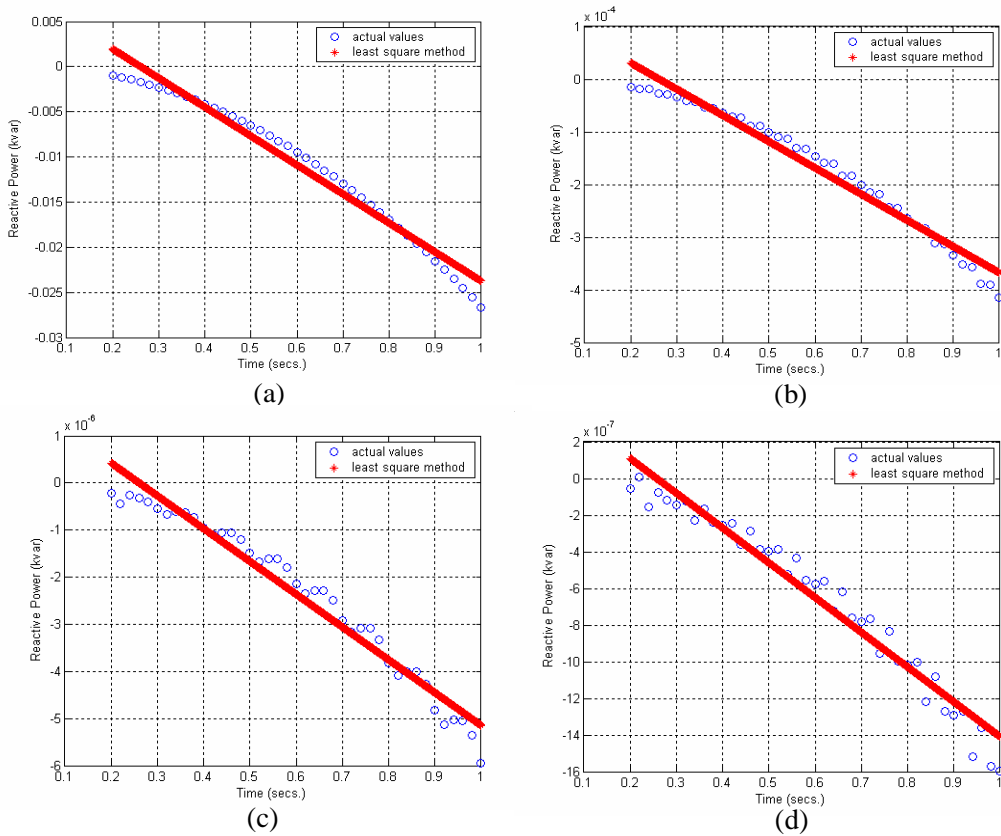 0.005
0
-0.005
-0.01
-0.015
-0.02
-0.025
-0.03
Reactive Power (kvar)
actual values
least square method
0.1 0.2 0.3 0.4 0.5 0.6 0.7 0.8 0.9 1
Time (secs.)
(a)
x 10⁻⁴
1
0
-1
-2
-3
-4
-5
Reactive Power (kvar)
actual values
least square method
0.1 0.2 0.3 0.4 0.5 0.6 0.7 0.8 0.9 1
Time (secs.)
(b)
x 10⁻⁶
1
0
-1
-2
-3
-4
-5
-6
Reactive Power (kvar)
actual values
least square method
0.1 0.2 0.3 0.4 0.5 0.6 0.7 0.8 0.9 1
Time (secs.)
(c)
x 10⁻⁷
2
0
-2
-4
-6
-8
-10
-12
-14
-16
Reactive Power (kvar)
actual values
least square method
0.1 0.2 0.3 0.4 0.5 0.6 0.7 0.8 0.9 1
Time (secs.)
(d)